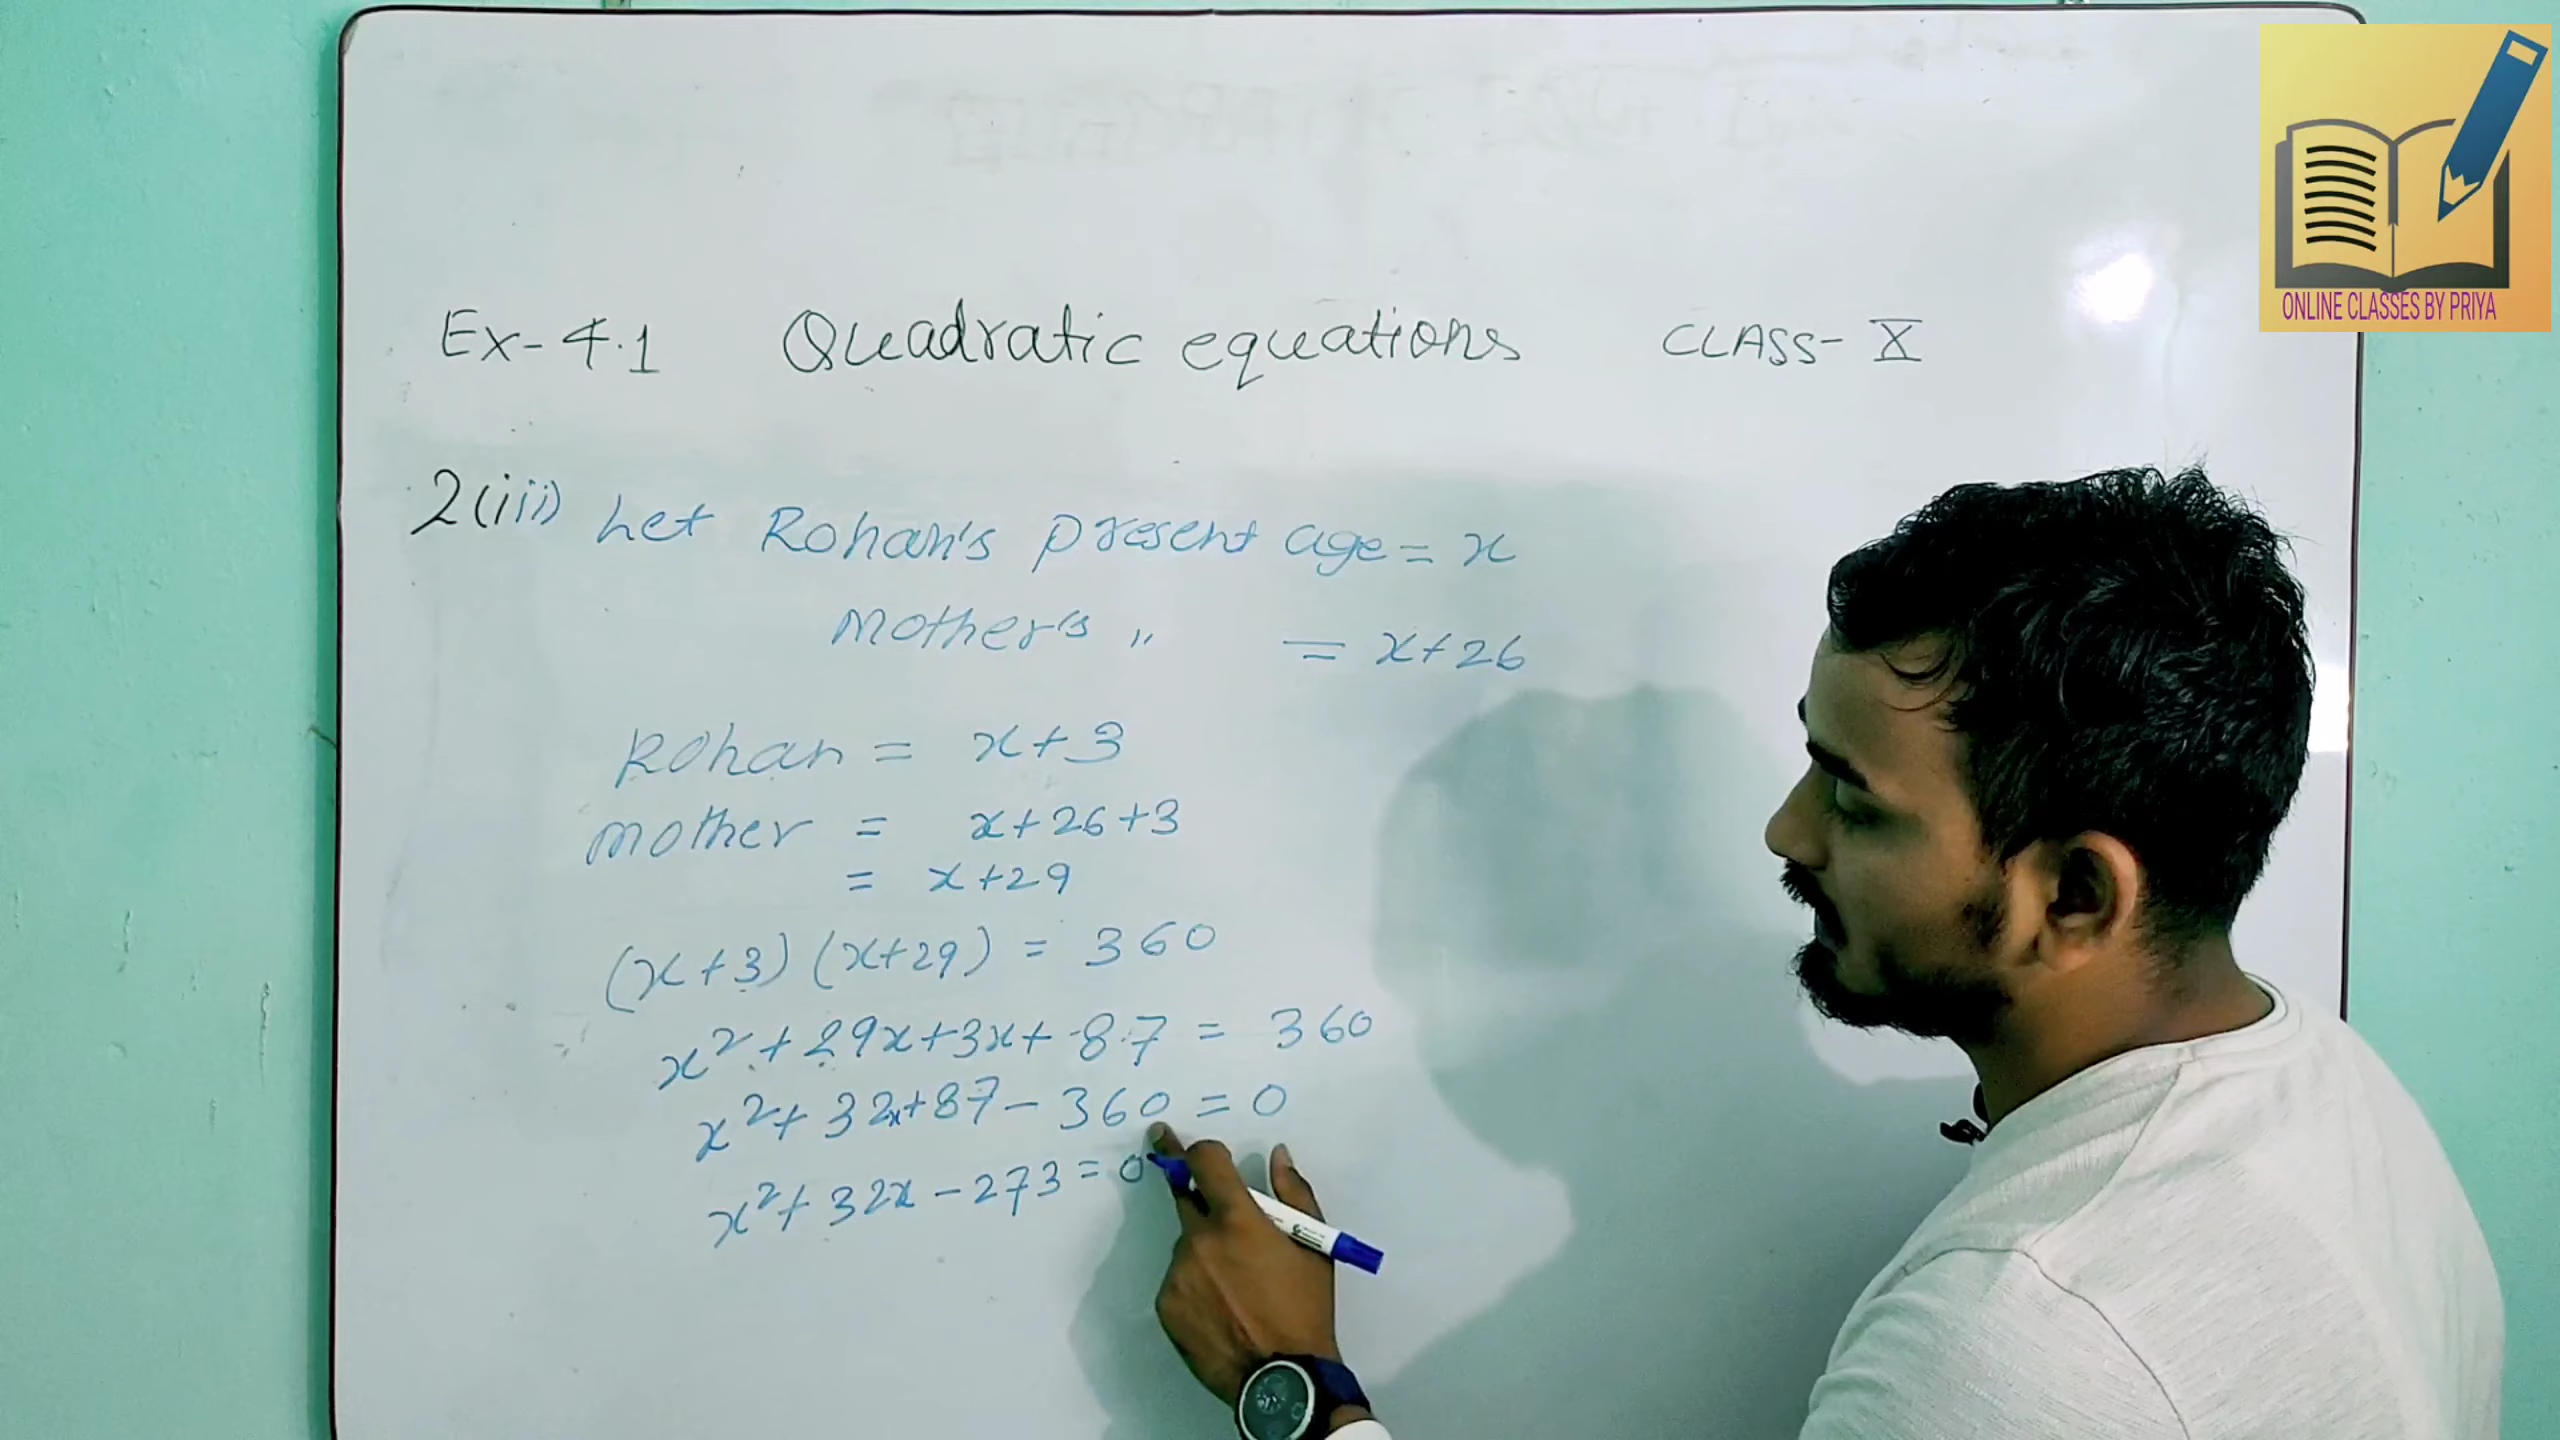 ONLINE CLASSES BY PRIYA
Ex-4.1 Quadratic equations CLASS-X
2(iii) Let Rohan's present age = x
Mother's ,, = x+26
Rohan = x+3
mother = x+26+3
= x+29
(x+3) (x+29) = 360
x²+29x+3x+87 = 360
x²+32x+87-360=0
x²+32x-273=0